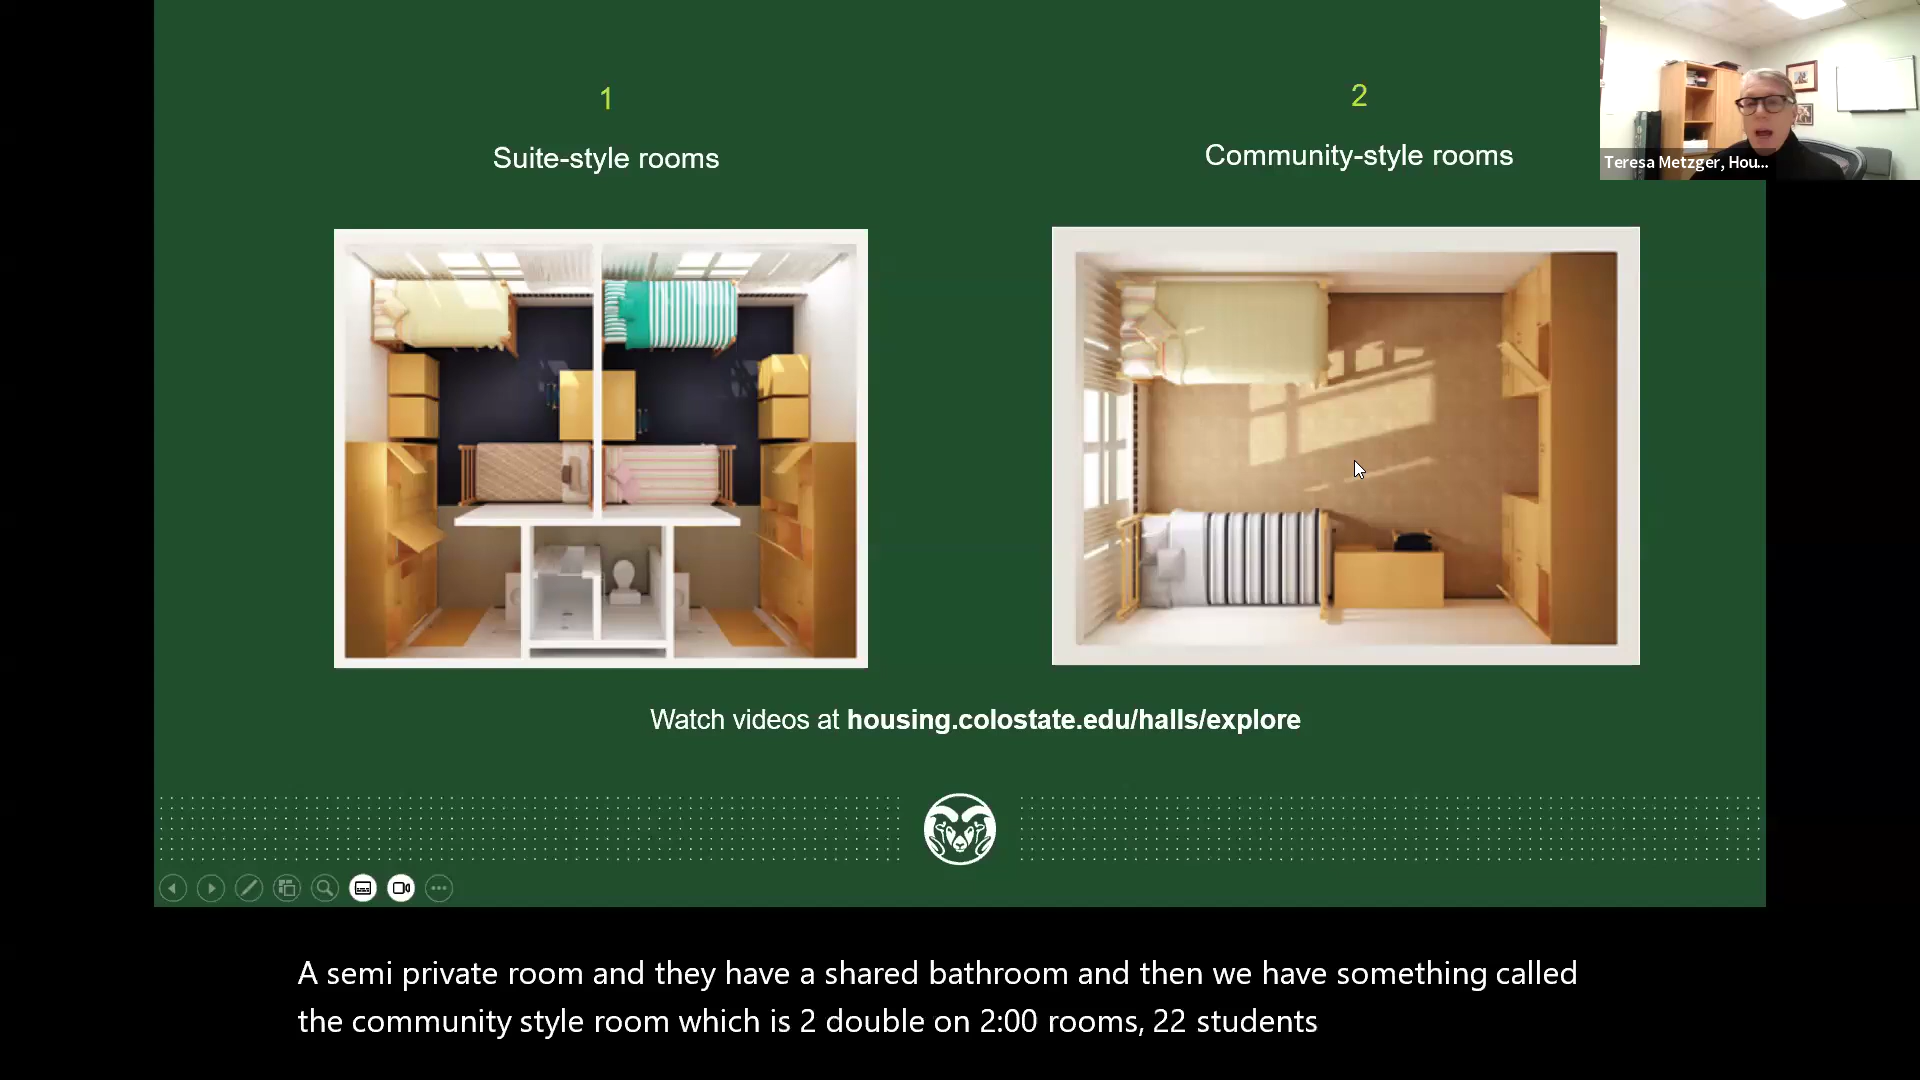 1
Suite-style rooms
2
Community-style rooms
Teresa Metzger, Hou...
Watch videos at housing.colostate.edu/halls/explore
A semi private room and they have a shared bathroom and then we have something called
the community style room which is 2 double on 2:00 rooms, 22 students